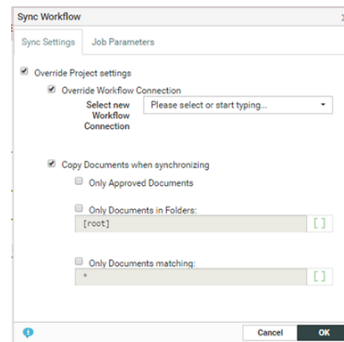 Sync Workflow
Sync Settings Job Parameters
Override Project settings
Override Workflow Connection
Select new Please select or start typing...
Workflow
Connection
Copy Documents when synchronizing
Only Approved Documents
Only Documents in Folders:
[root] [ ]
Only Documents matching:
* [ ]
Cancel OK